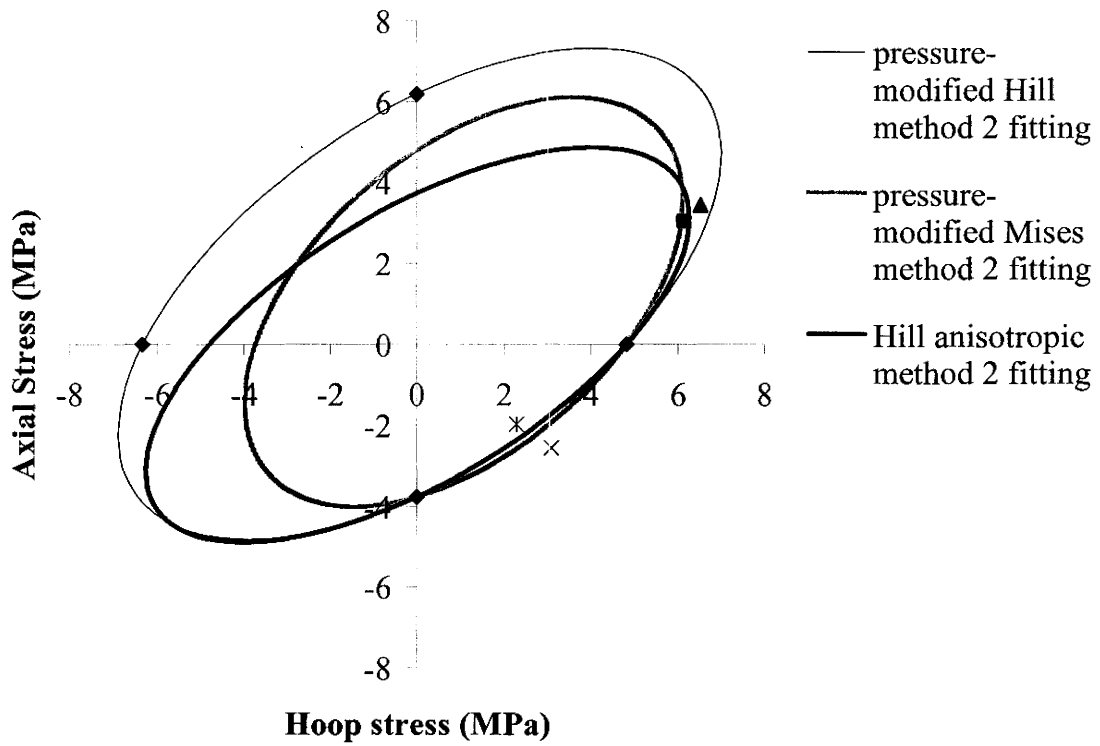 8
6
4
2
0
-2
-4
-6
-8
-8
-6
-4
-2
0
2
4
6
8
Axial Stress (MPa)
Hoop stress (MPa)
pressure-
modified Hill
method 2 fitting
pressure-
modified Mises
method 2 fitting
Hill anisotropic
method 2 fitting